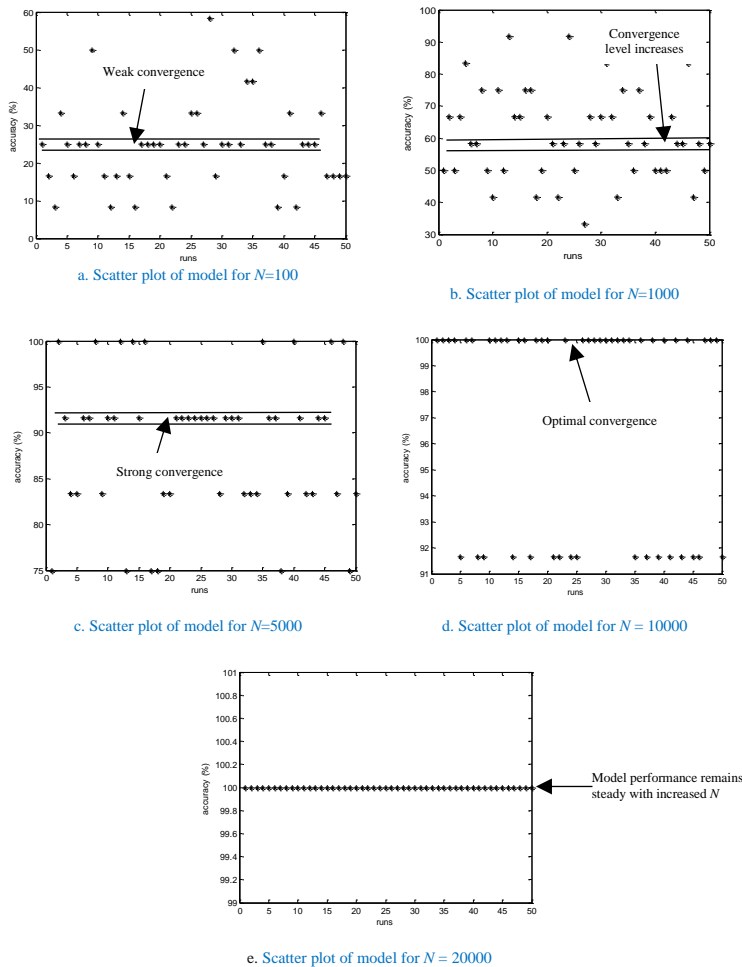 60
50
40
30
20
10
0
accuracy (%)
Weak convergence
0 5 10 15 20 25 30 35 40 45 50
runs
a. Scatter plot of model for N=100
100
90
80
70
60
50
40
30
accuracy (%)
Convergence
level increases
0 10 20 30 40 50
runs
b. Scatter plot of model for N=1000
100
95
90
85
80
75
accuracy (%)
Strong convergence
0 5 10 15 20 25 30 35 40 45 50
runs
c. Scatter plot of model for N=5000
100
99
98
97
96
95
94
93
92
91
accuracy (%)
Optimal convergence
0 5 10 15 20 25 30 35 40 45 50
runs
d. Scatter plot of model for N = 10000
101
100.8
100.6
100.4
100.2
100
99.8
99.6
99.4
99.2
99
accuracy (%)
Model performance remains
steady with increased N
0 5 10 15 20 25 30 35 40 45 50
runs
e. Scatter plot of model for N = 20000